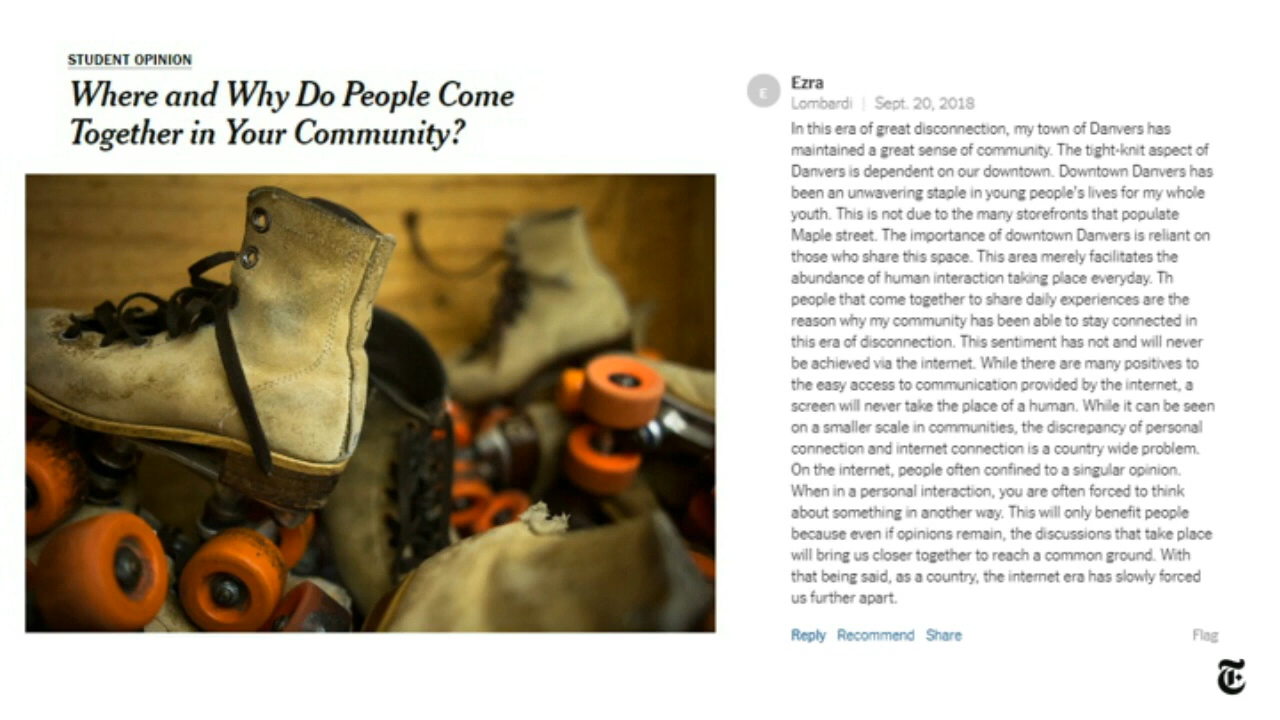 STUDENT OPINION
Where and Why Do People Come
Together in Your Community?
E
Ezra
Lombardi | Sept. 20, 2018
In this era of great disconnection, my town of Danvers has
maintained a great sense of community. The tight-knit aspect of
Danvers is dependent on our downtown. Downtown Danvers has
been an unwavering staple in young people's lives for my whole
youth. This is not due to the many storefronts that populate
Maple street. The importance of downtown Danvers is reliant on
those who share this space. This area merely facilitates the
abundance of human interaction taking place everyday. Th
people that come together to share daily experiences are the
reason why my community has been able to stay connected in
this era of disconnection. This sentiment has not and will never
be achieved via the internet. While there are many positives to
the easy access to communication provided by the internet, a
screen will never take the place of a human. While it can be seen
on a smaller scale in communities, the discrepancy of personal
connection and internet connection is a country wide problem.
On the internet, people often confined to a singular opinion.
When in a personal interaction, you are often forced to think
about something in another way. This will only benefit people
because even if opinions remain, the discussions that take place
will bring us closer together to reach a common ground. With
that being said, as a country, the internet era has slowly forced
us further apart.
Reply Recommend Share Flag
T